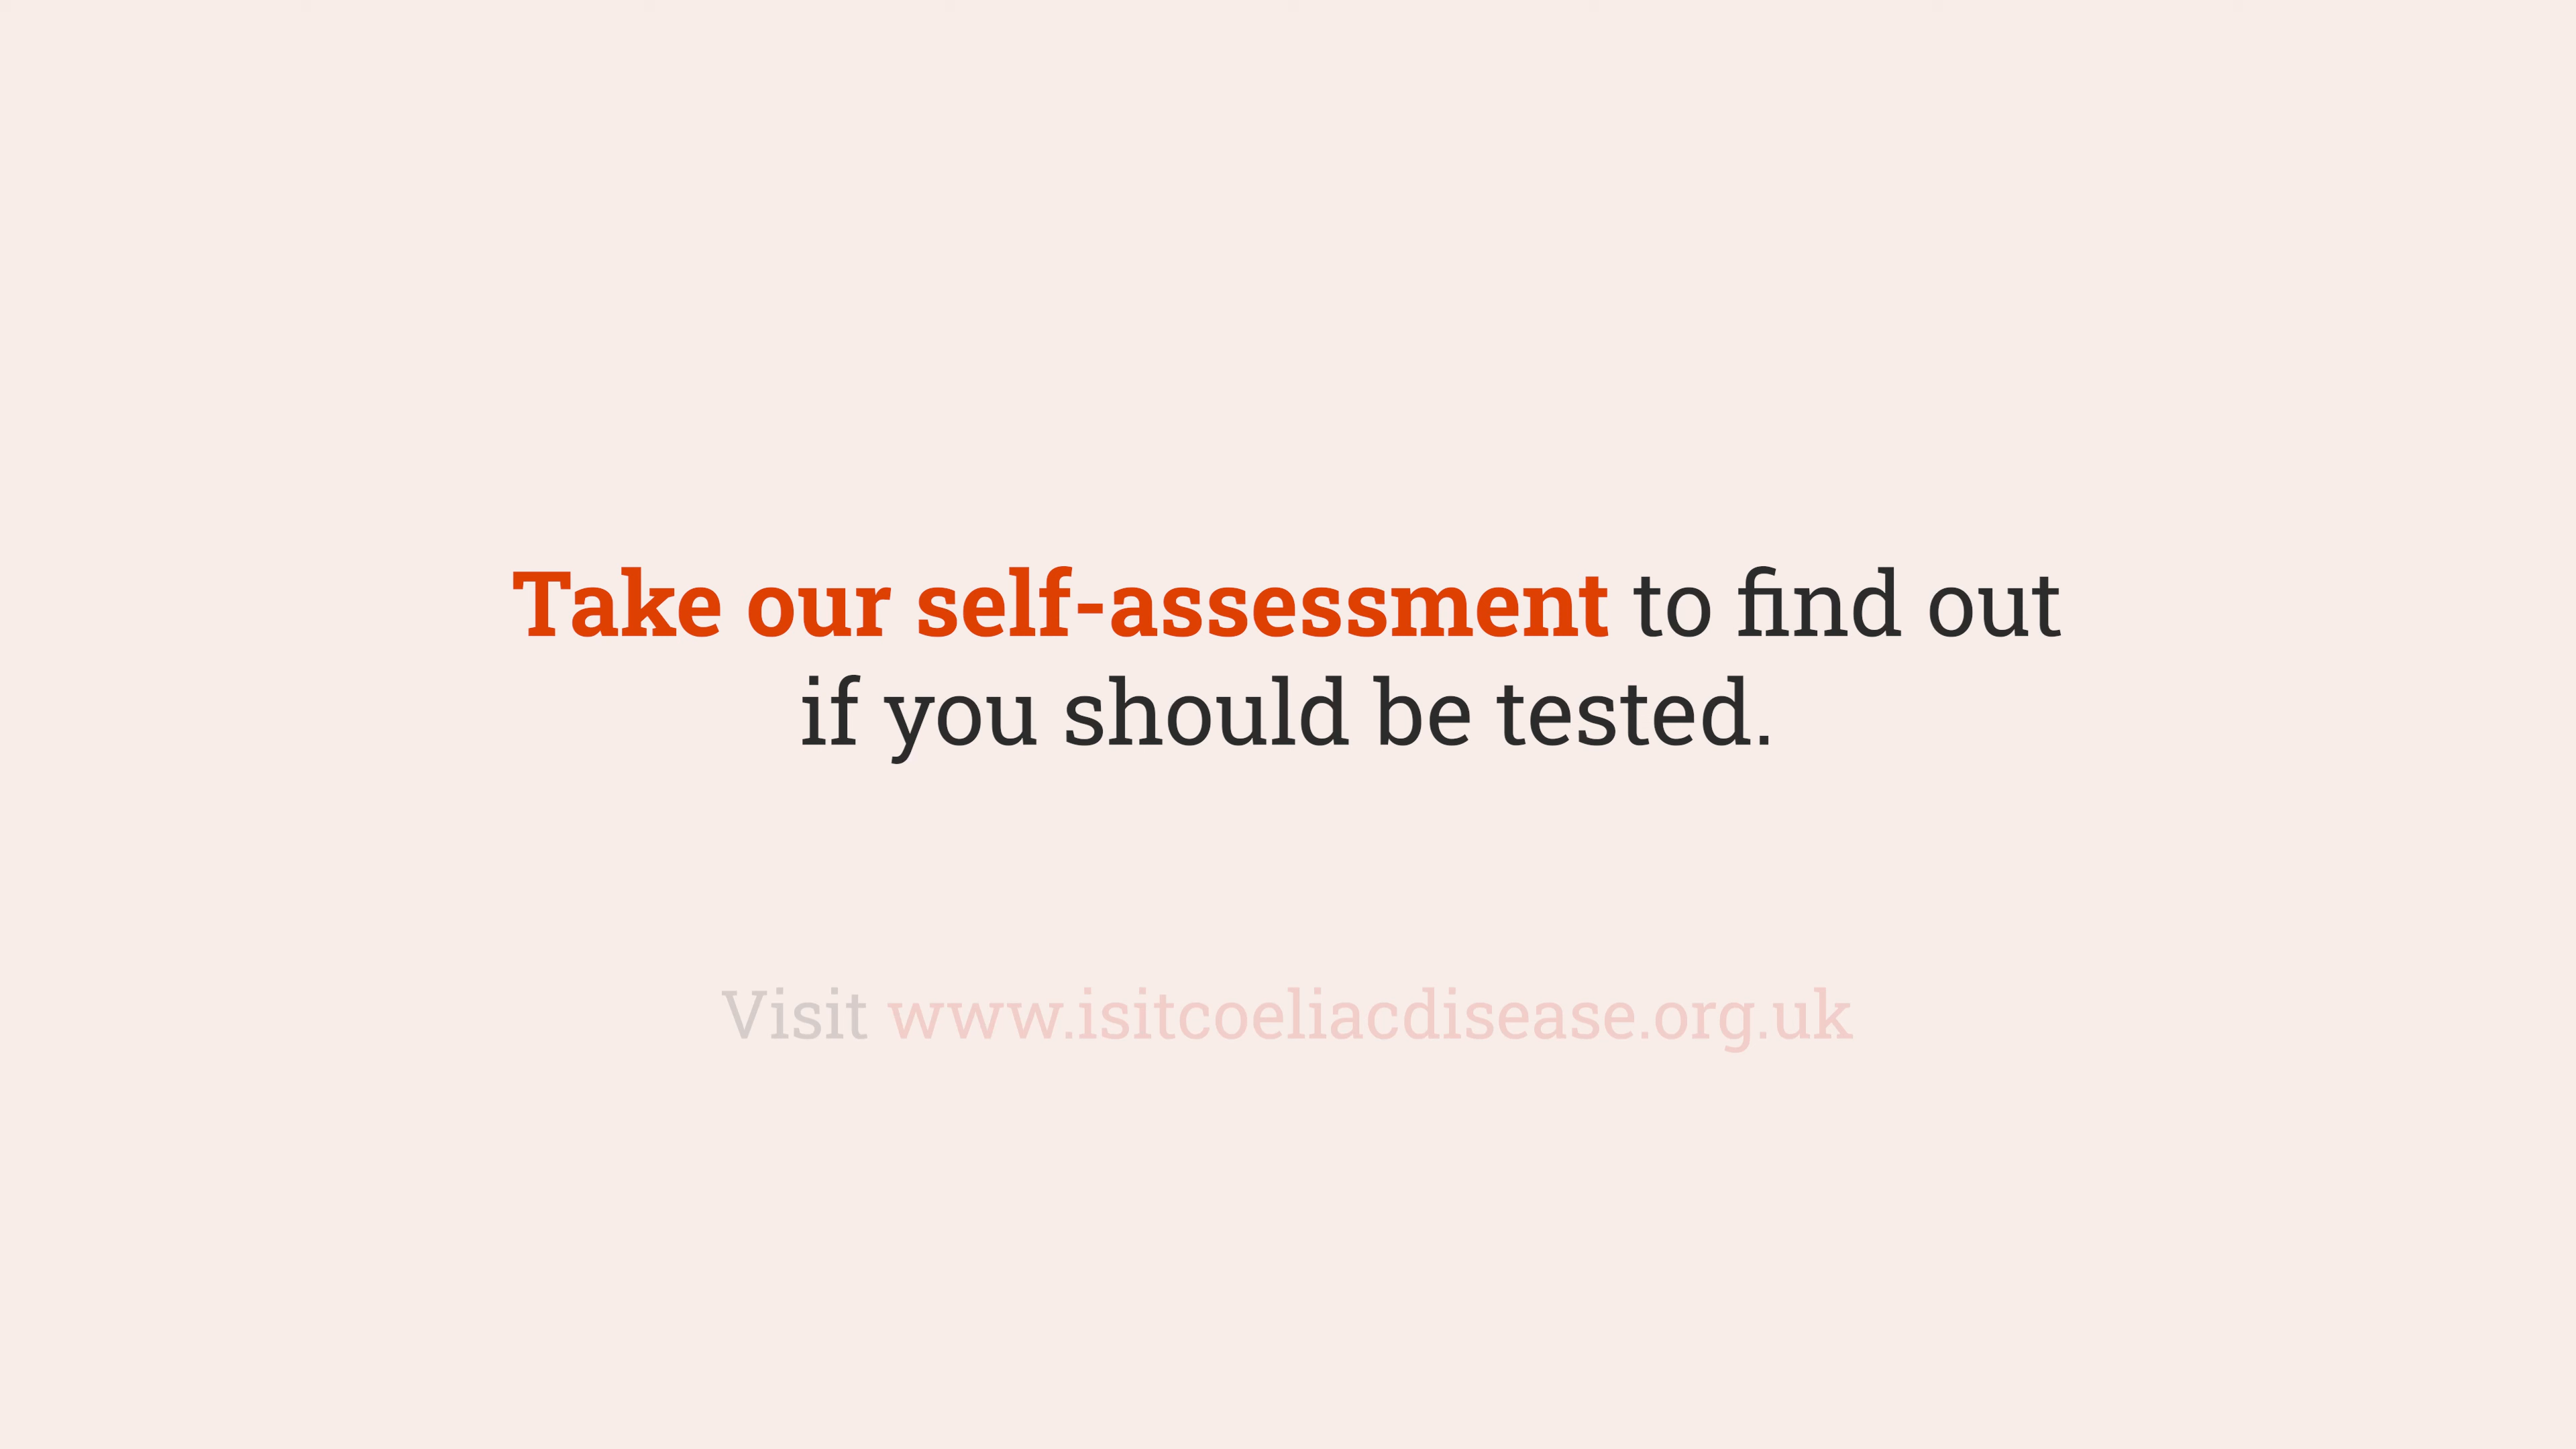 Take our self-assessment to find out
if you should be tested.
Visit www.isitcoeliacdisease.org.uk